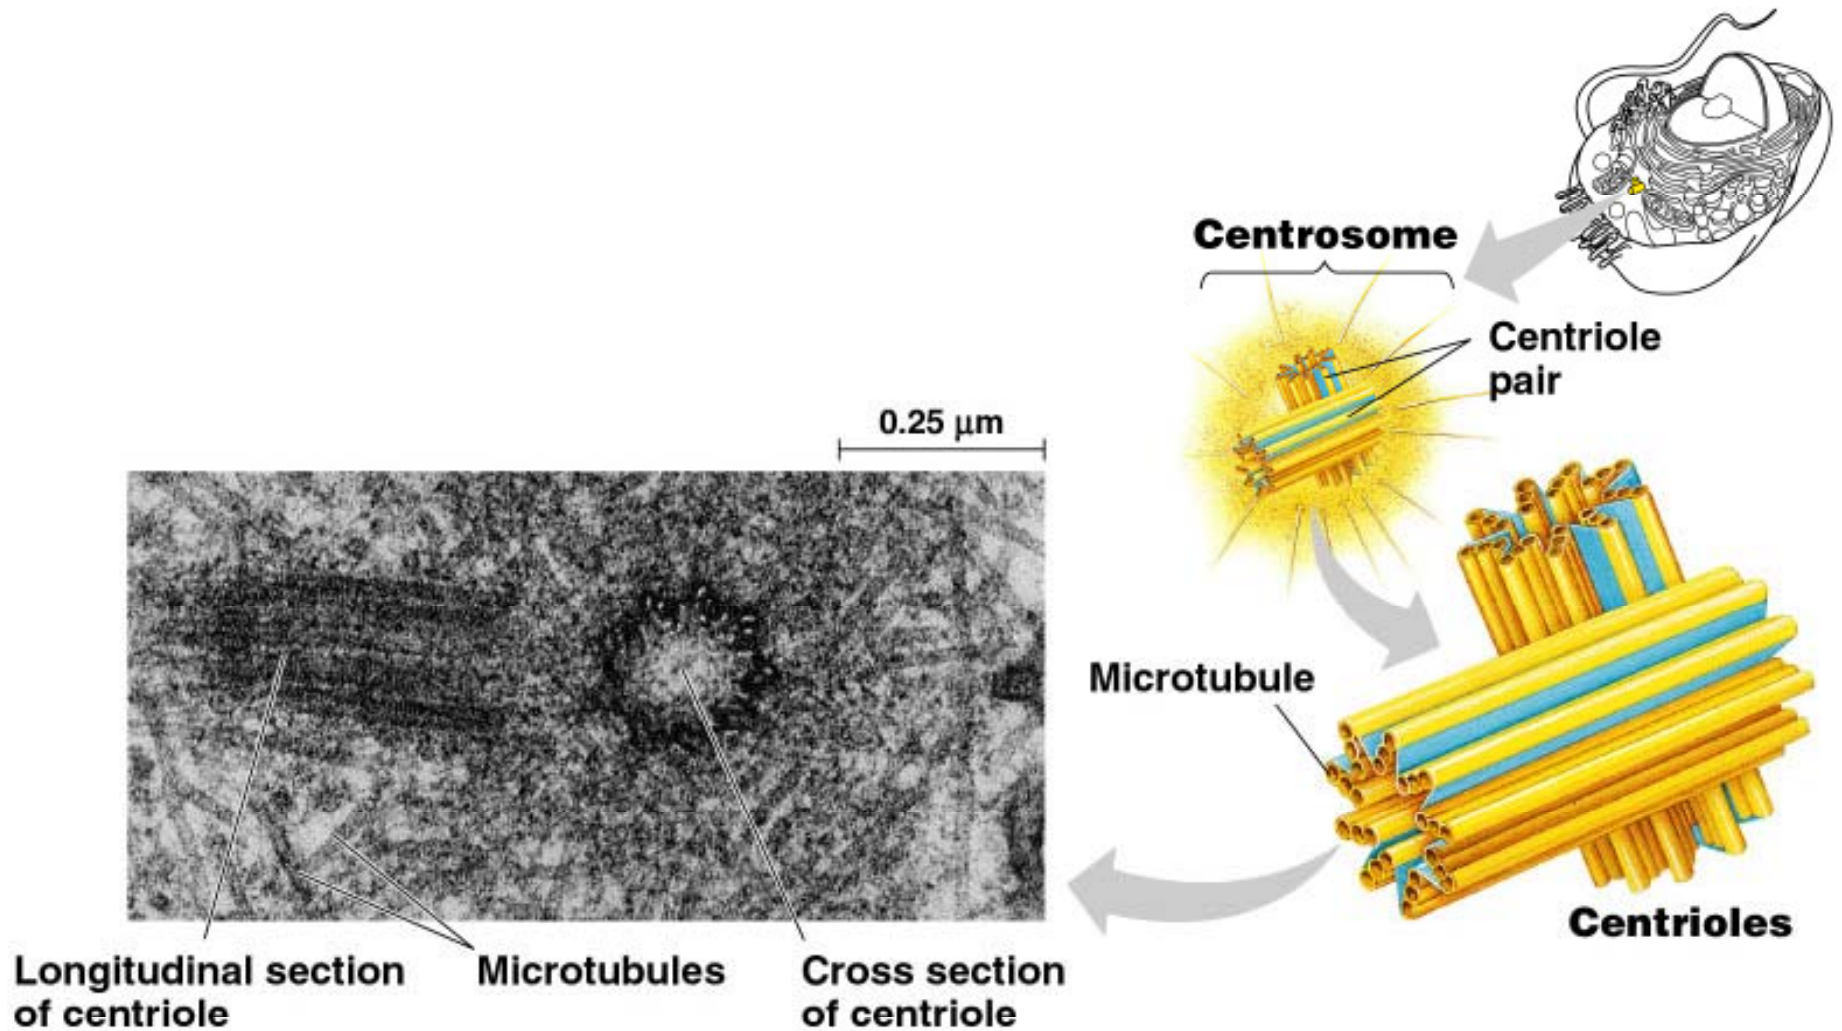 Centrosome
Centriole
pair
0.25 μm
Microtubule
Centrioles
Longitudinal section
of centriole
Microtubules
Cross section
of centriole